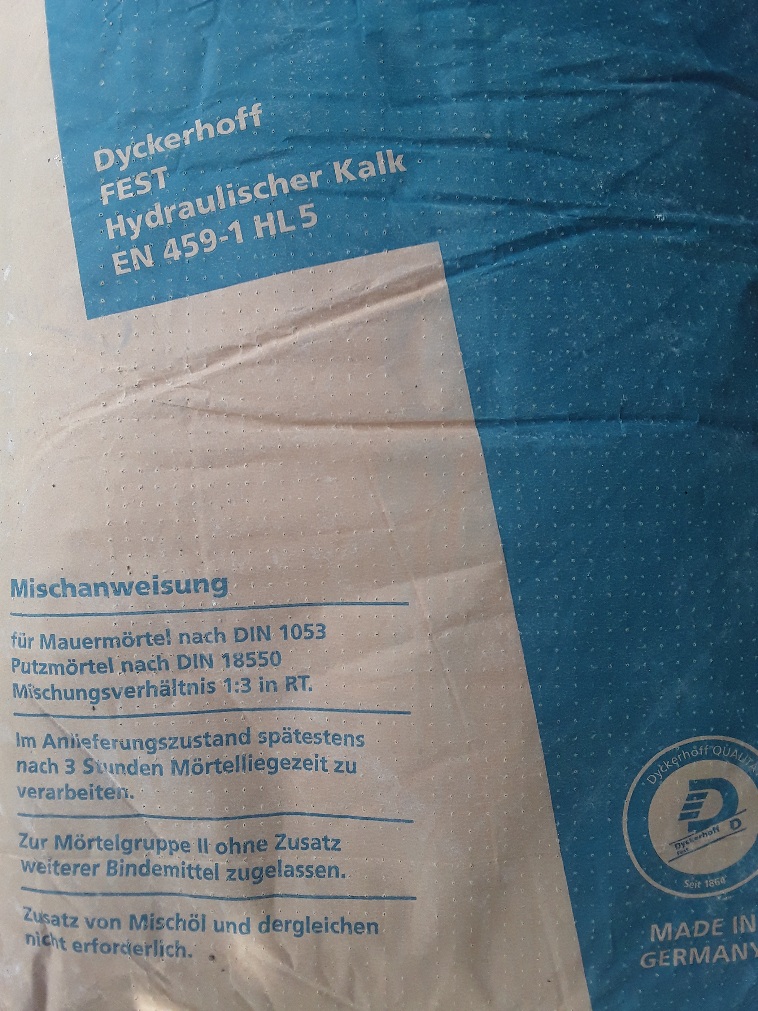 Dyckerhoff
FEST
Hydraulischer Kalk
EN 459-1 HL 5
Mischanweisung
für Mauermörtel nach DIN 1053
Putzmörtel nach DIN 18550
Mischungsverhältnis 1:3 in RT.
Im Anlieferungszustand spätestens
nach 3 Stunden Mörtelliegezeit zu
verarbeiten.
Zur Mörtelgruppe II ohne Zusatz
weiterer Bindemittel zugelassen.
Zusatz von Mischöl und dergleichen
nicht erforderlich.
Dyckerhoff QUALITÄ
D
Dyckerhoff D
Seit 1864
MADE IN
GERMANY